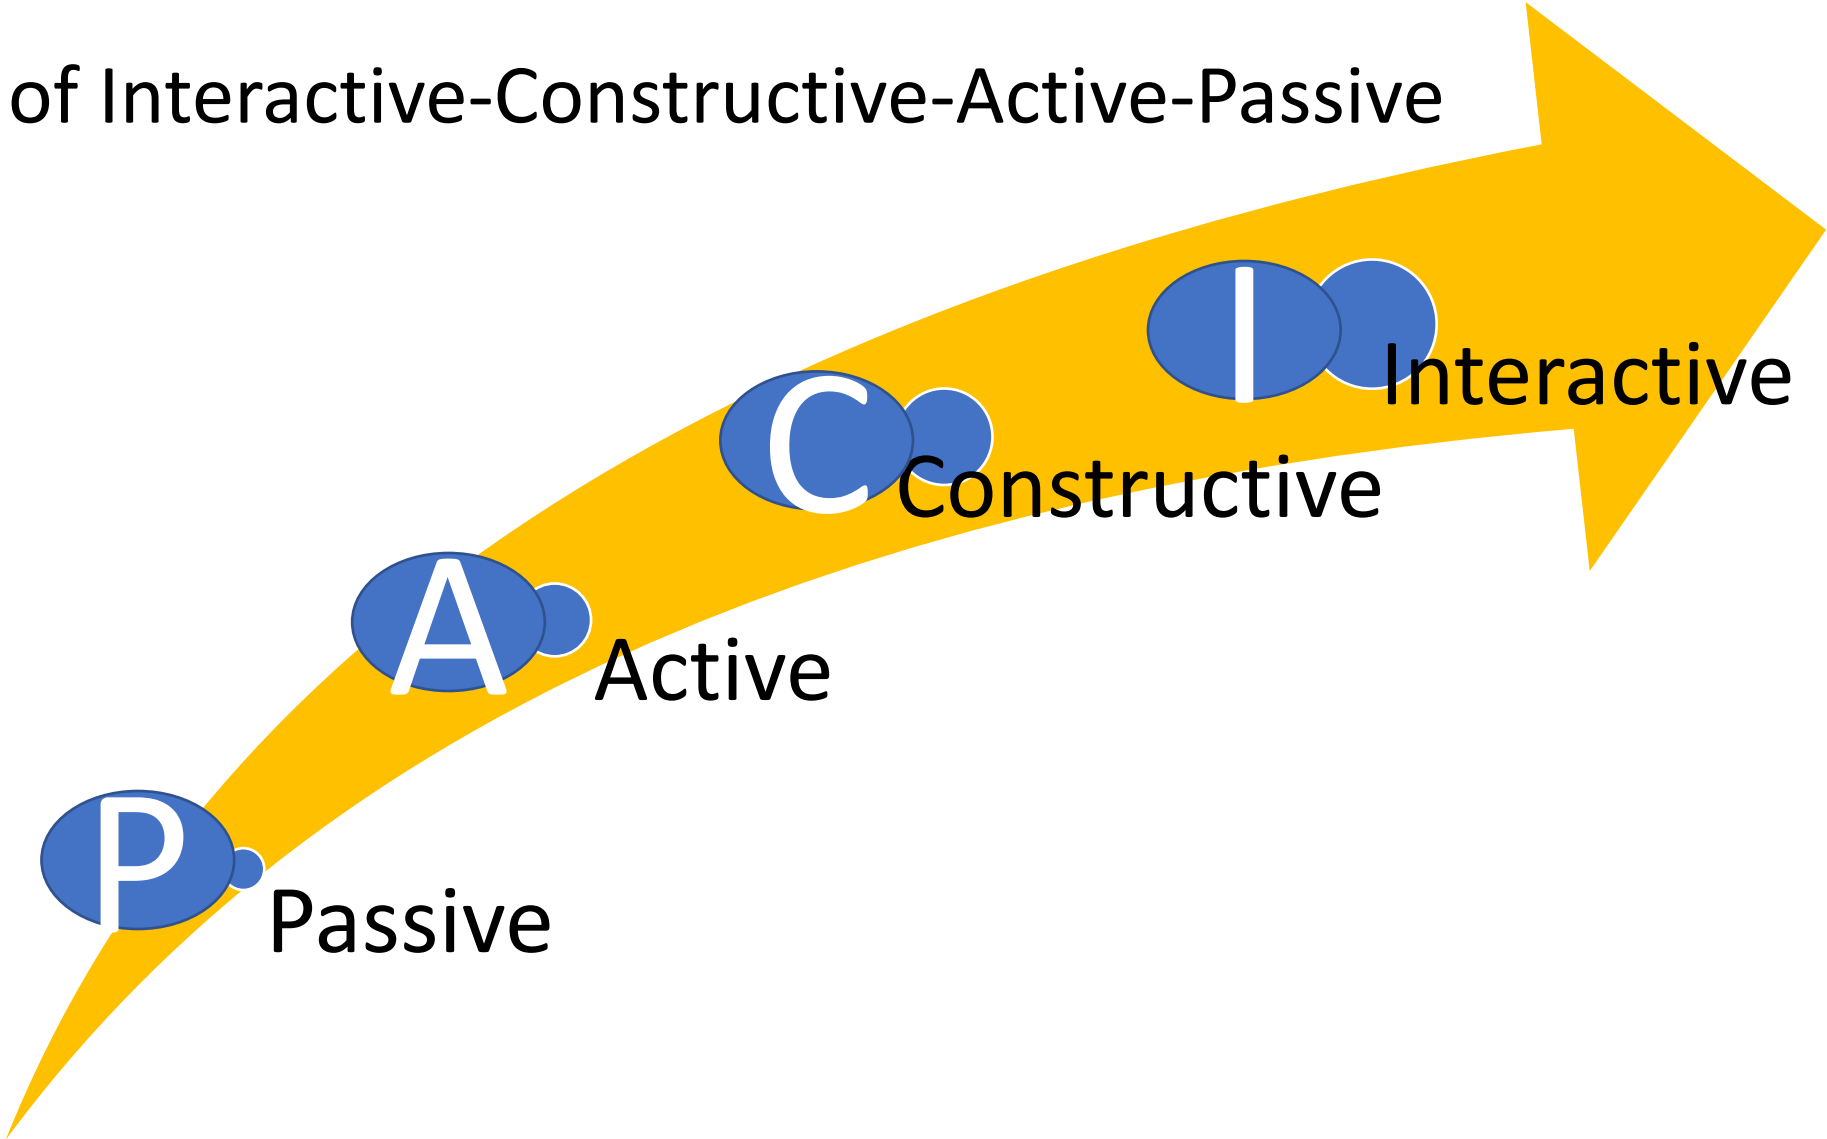 of Interactive-Constructive-Active-Passive
I
Interactive
C
Constructive
A
Active
P
Passive